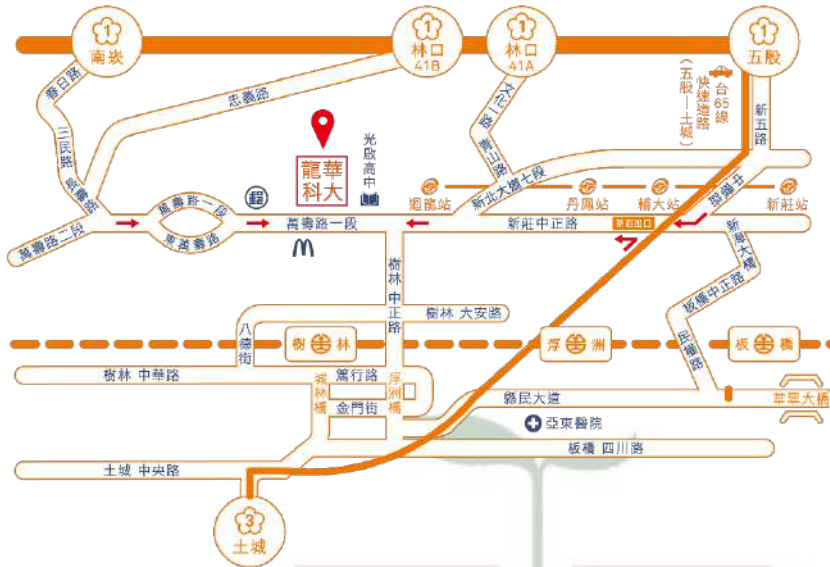 1
南崁
1
林口
41B
1
林口
41A
1
五股
台65線
快速道路
(五股—土城)
春日路
三民路
忠義路
文化一路
青山路
新五路
龍華
科大
光啟高中
新北大道七段
迴龍站
丹鳳站
輔大站
新莊站
萬壽路二段
萬壽路一段
東萬壽路
郵
萬壽路一段
新莊中正路
新莊出口
新海大橋
板橋中正路
民權路
樹林 中正路
樹林 大安路
八德街
樹林
浮洲
板橋
樹林 中華路
城林橋
篤行路
浮洲橋
金門街
縣民大道
華翠大橋
亞東醫院
板橋 四川路
土城 中央路
3
土城